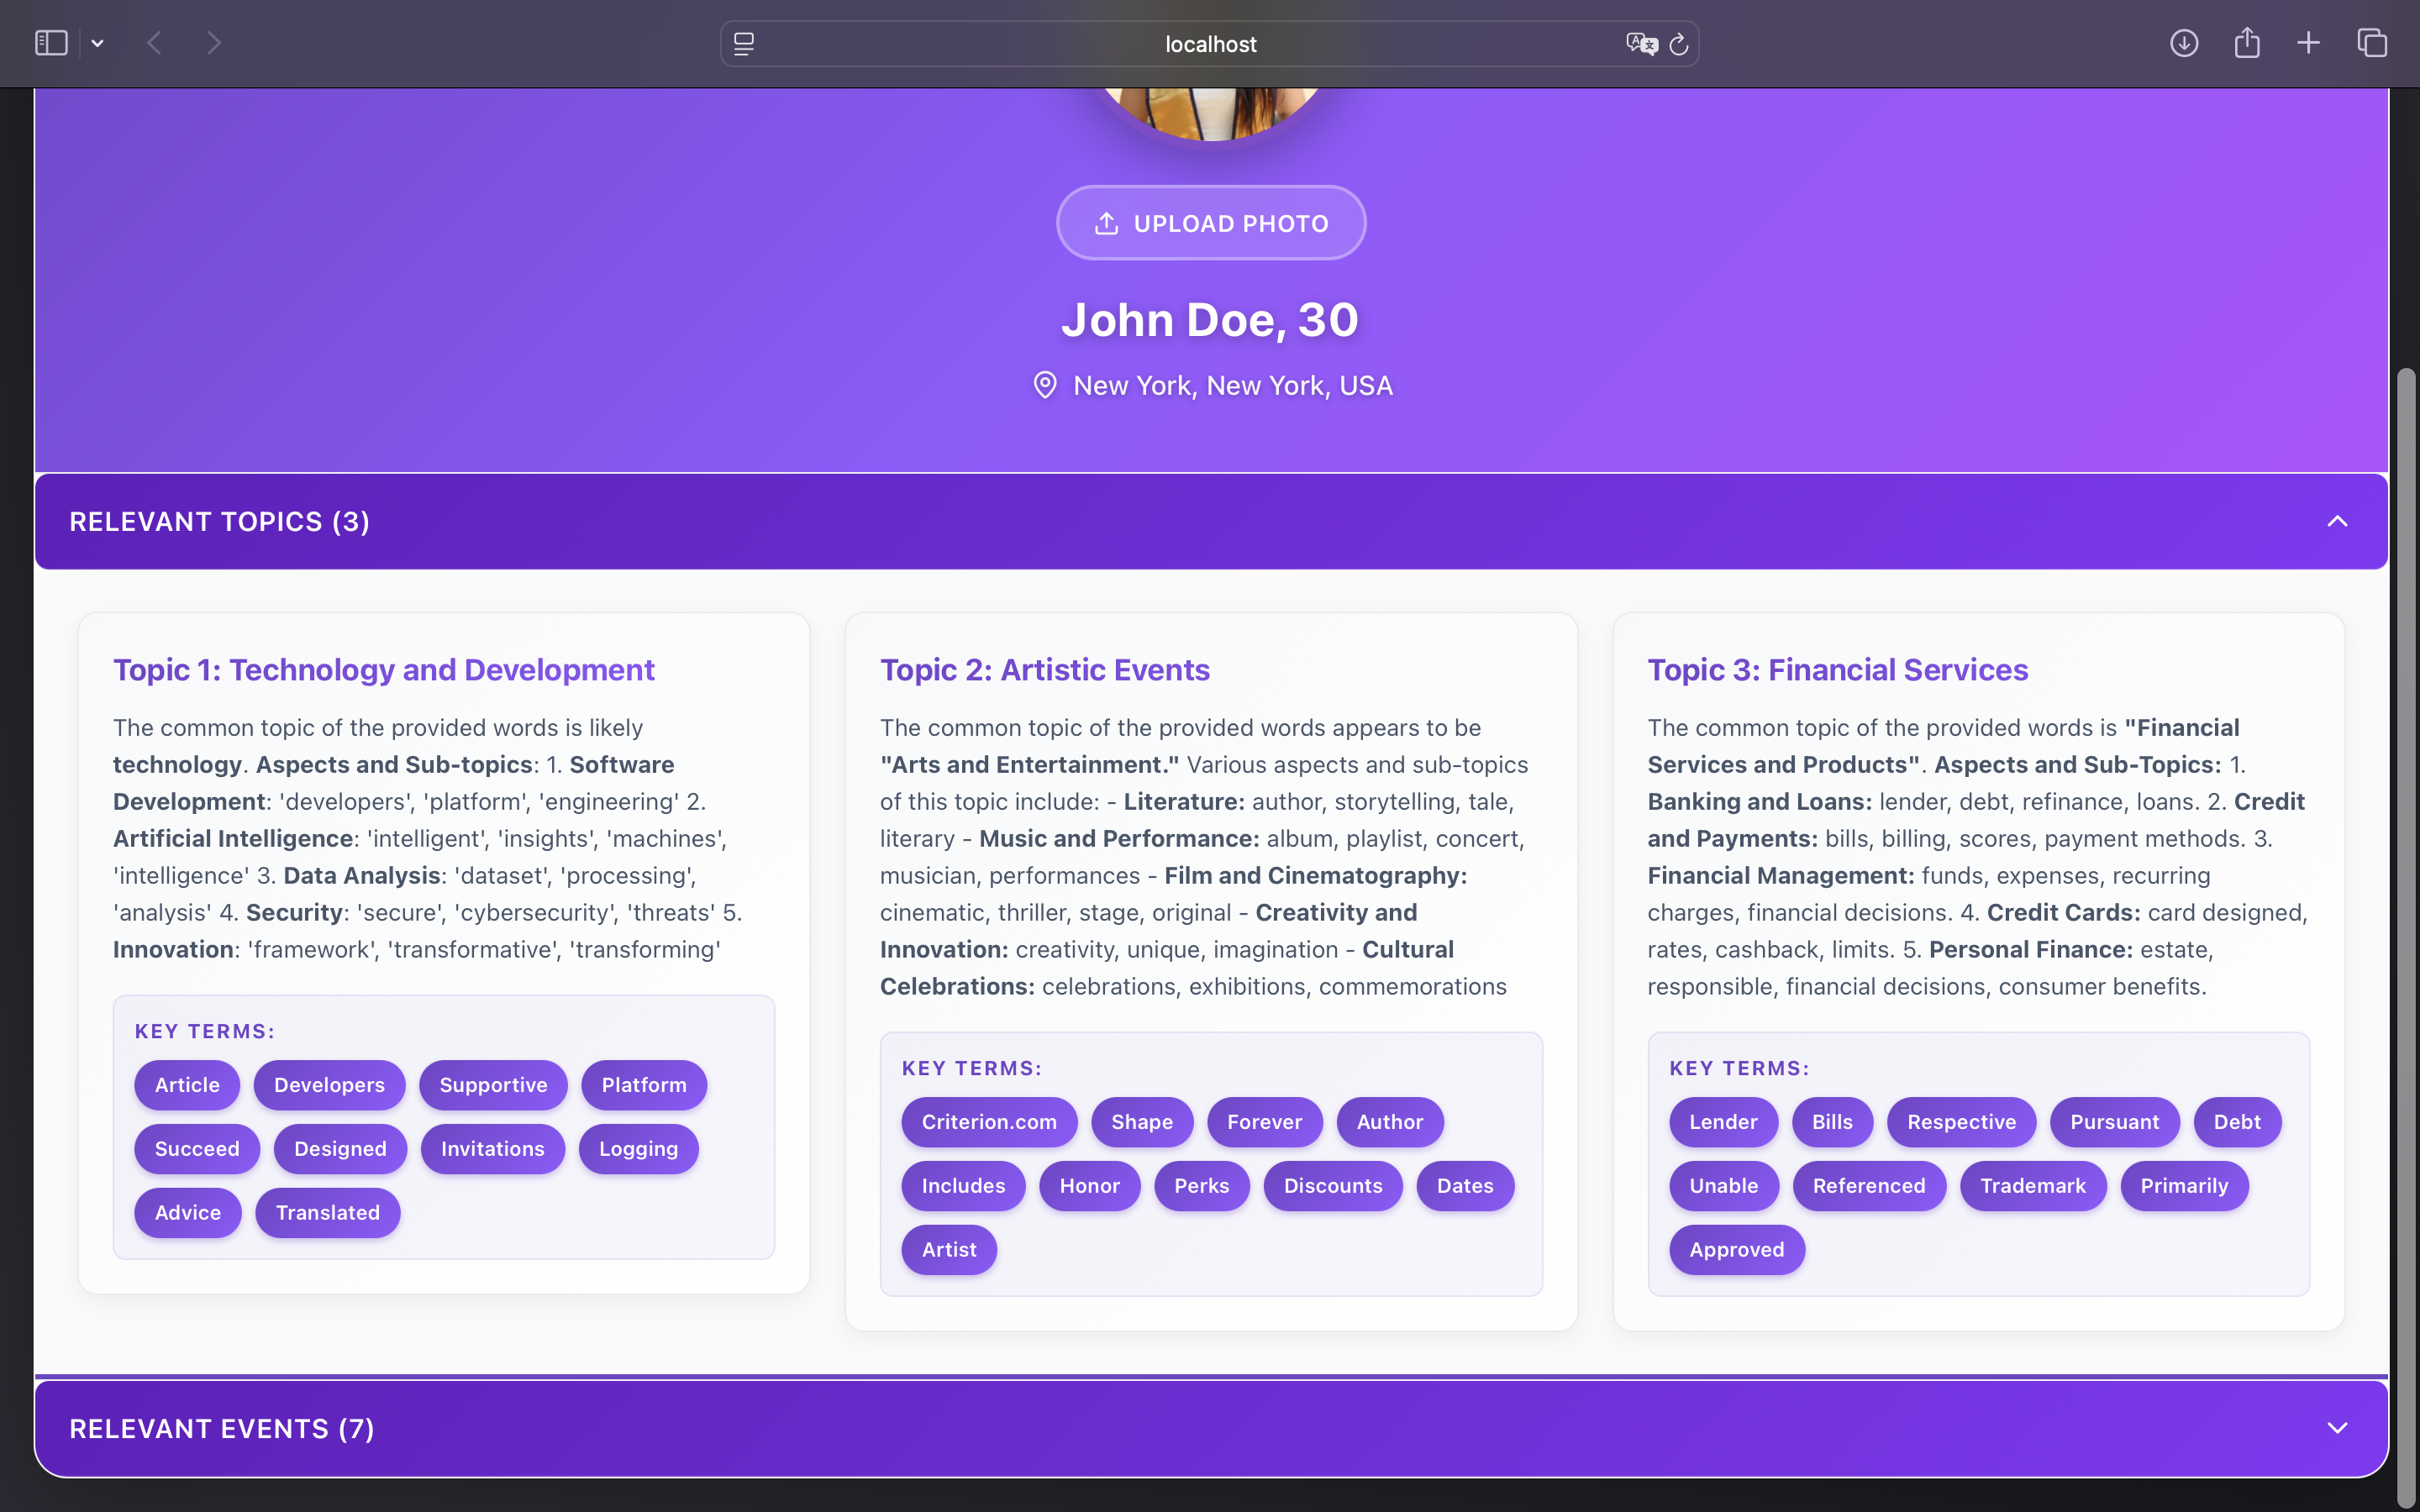 localhost
UPLOAD PHOTO
John Doe, 30
New York, New York, USA
RELEVANT TOPICS (3)
Topic 1: Technology and Development
The common topic of the provided words is likely
technology. Aspects and Sub-topics: 1. Software
Development: 'developers', 'platform', 'engineering' 2.
Artificial Intelligence: 'intelligent', 'insights', 'machines',
'intelligence' 3. Data Analysis: 'dataset', 'processing',
'analysis' 4. Security: 'secure', 'cybersecurity', 'threats' 5.
Innovation: 'framework', 'transformative', 'transforming'
KEY TERMS:
Article Developers Supportive Platform
Succeed Designed Invitations Logging
Advice Translated
Topic 2: Artistic Events
The common topic of the provided words appears to be
"Arts and Entertainment." Various aspects and sub-topics
of this topic include: - Literature: author, storytelling, tale,
literary - Music and Performance: album, playlist, concert,
musician, performances - Film and Cinematography:
cinematic, thriller, stage, original - Creativity and
Innovation: creativity, unique, imagination - Cultural
Celebrations: celebrations, exhibitions, commemorations
KEY TERMS:
Criterion.com Shape Forever Author
Includes Honor Perks Discounts Dates
Artist
Topic 3: Financial Services
The common topic of the provided words is "Financial
Services and Products". Aspects and Sub-Topics: 1.
Banking and Loans: lender, debt, refinance, loans. 2. Credit
and Payments: bills, billing, scores, payment methods. 3.
Financial Management: funds, expenses, recurring
charges, financial decisions. 4. Credit Cards: card designed,
rates, cashback, limits. 5. Personal Finance: estate,
responsible, financial decisions, consumer benefits.
KEY TERMS:
Lender Bills Respective Pursuant Debt
Unable Referenced Trademark Primarily
Approved
RELEVANT EVENTS (7)